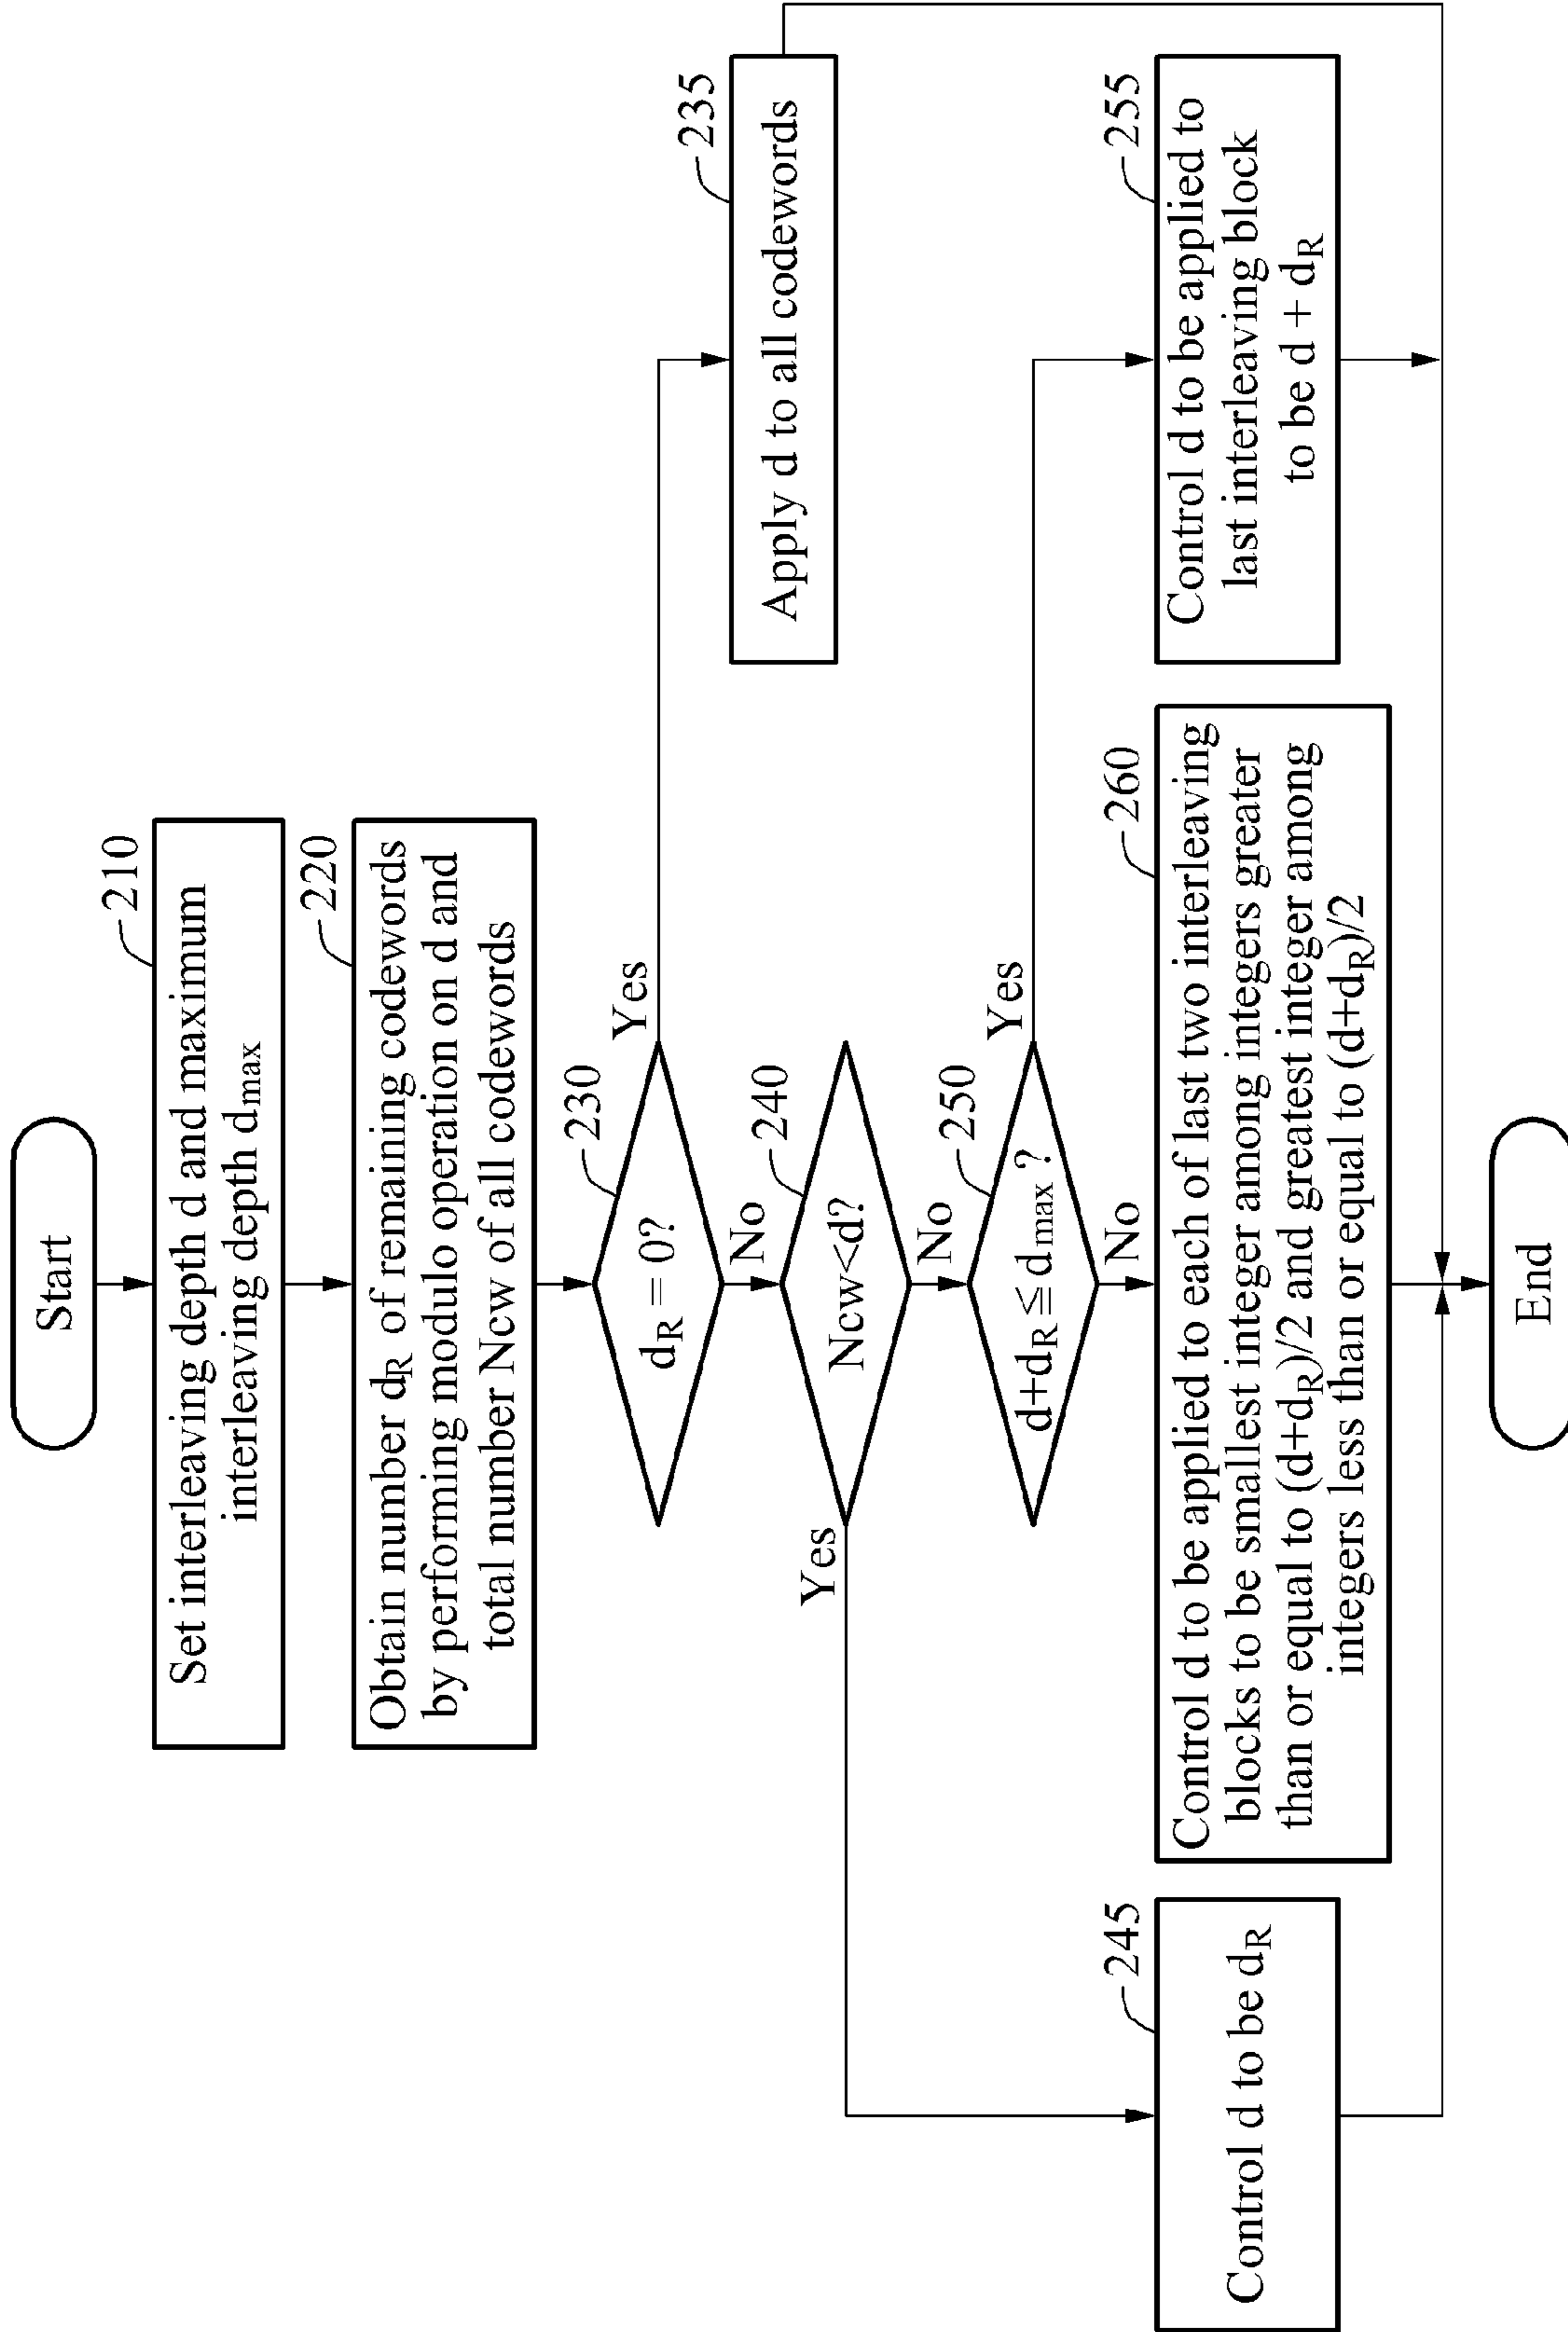 Start
210
Set interleaving depth d and maximum
interleaving depth dmax
220
Obtain number dR of remaining codewords
by performing modulo operation on d and
total number Ncw of all codewords
230
dR = 0?
Yes
No
235
Apply d to all codewords
240
Ncw<d?
Yes
No
245
Control d to be dR
250
d+dR ≦ dmax ?
Yes
No
255
Control d to be applied to
last interleaving block
to be d + dR
260
Control d to be applied to each of last two interleaving
blocks to be smallest integer among integers greater
than or equal to (d+dR)/2 and greatest integer among
integers less than or equal to (d+dR)/2
End